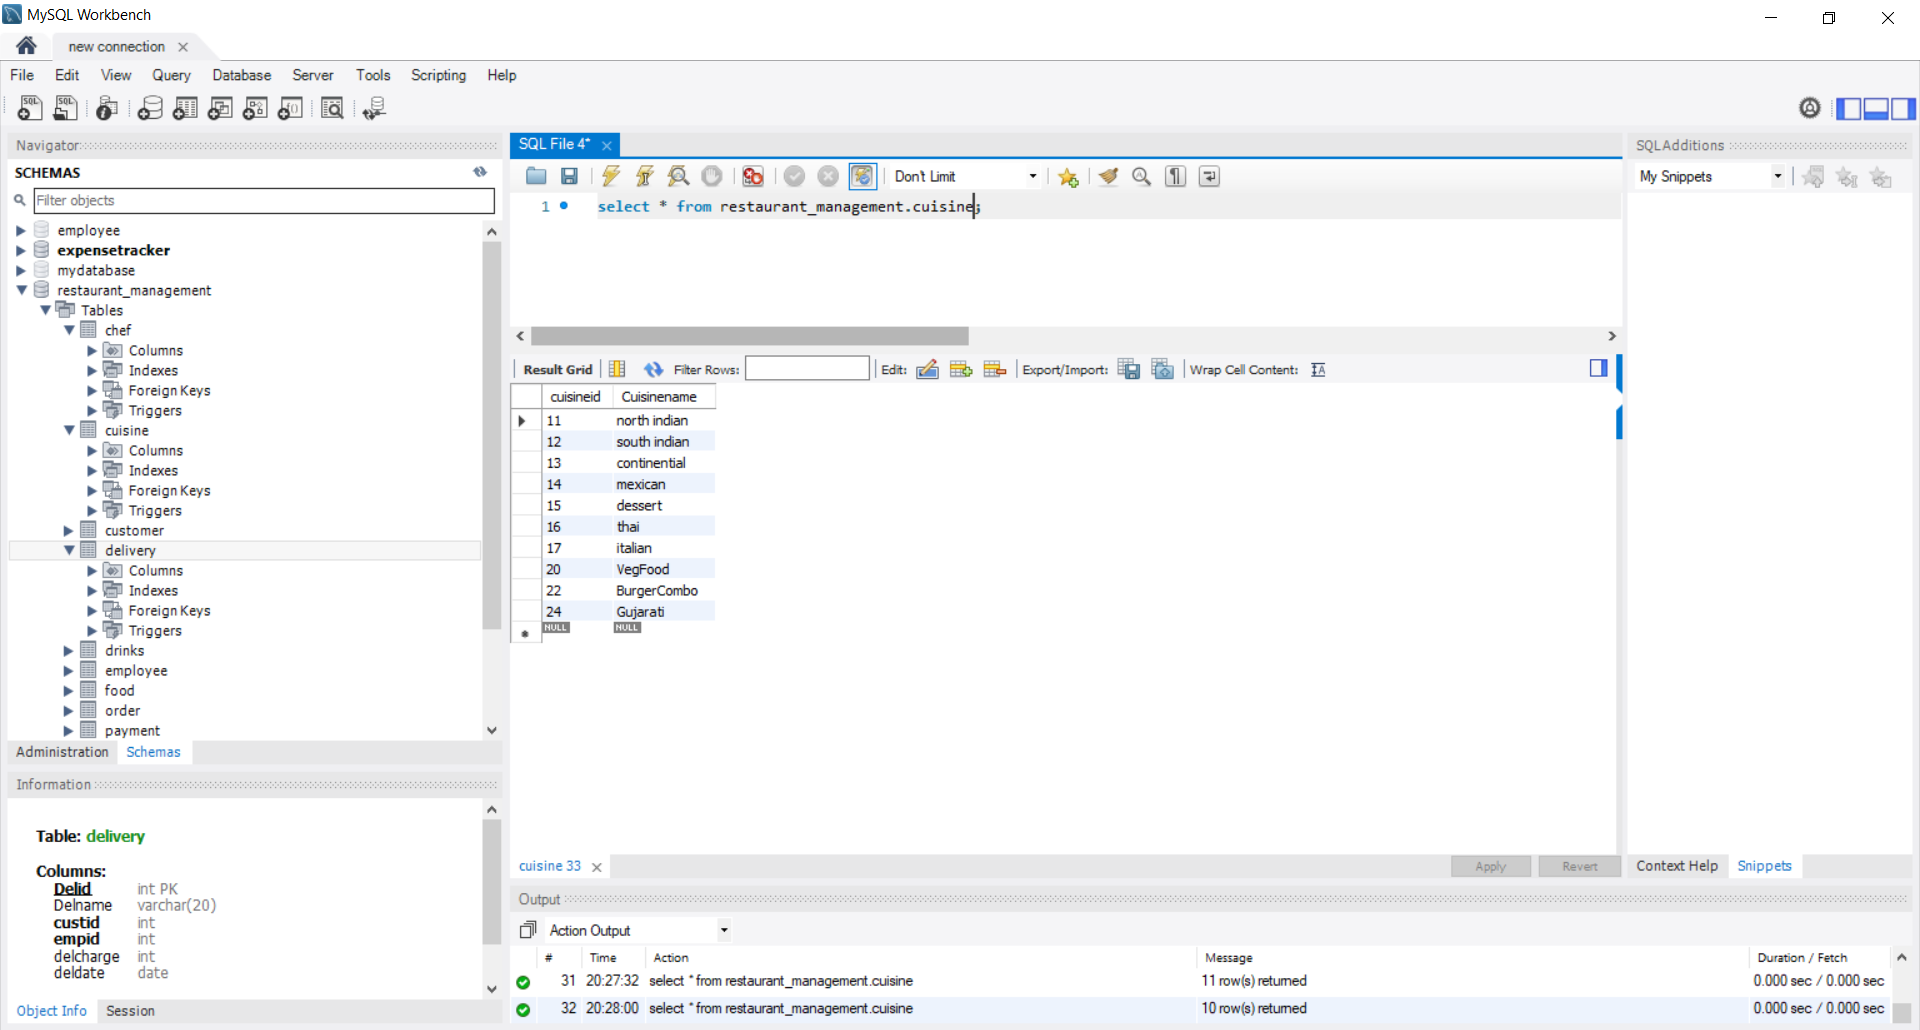 MySQL Workbench
new connection
File Edit View Query Database Server Tools Scripting Help
Navigator
SCHEMAS
Filter objects
employee
expensetracker
mydatabase
restaurant_management
Tables
chef
Columns
Indexes
Foreign Keys
Triggers
cuisine
Columns
Indexes
Foreign Keys
Triggers
customer
delivery
Columns
Indexes
Foreign Keys
Triggers
drinks
employee
food
order
payment
Administration Schemas
Information
Table: delivery
Columns:
Delid int PK
Delname varchar(20)
custid int
empid int
delcharge int
deldate date
Object Info Session
SQL File 4*
Don't Limit
1 select * from restaurant_management.cuisine;
Result Grid Filter Rows: Edit: Export/Import: Wrap Cell Content:
cuisineid Cuisinename
11 north indian
12 south indian
13 continental
14 mexican
15 dessert
16 thai
17 italian
20 VegFood
22 BurgerCombo
24 Gujarati
NULL NULL
cuisine 33
Apply Revert
Output
Action Output
# Time Action Message Duration / Fetch
31 20:27:32 select * from restaurant_management.cuisine 11 row(s) returned 0.000 sec / 0.000 sec
32 20:28:00 select * from restaurant_management.cuisine 10 row(s) returned 0.000 sec / 0.000 sec
SQLAdditions
My Snippets
Context Help Snippets